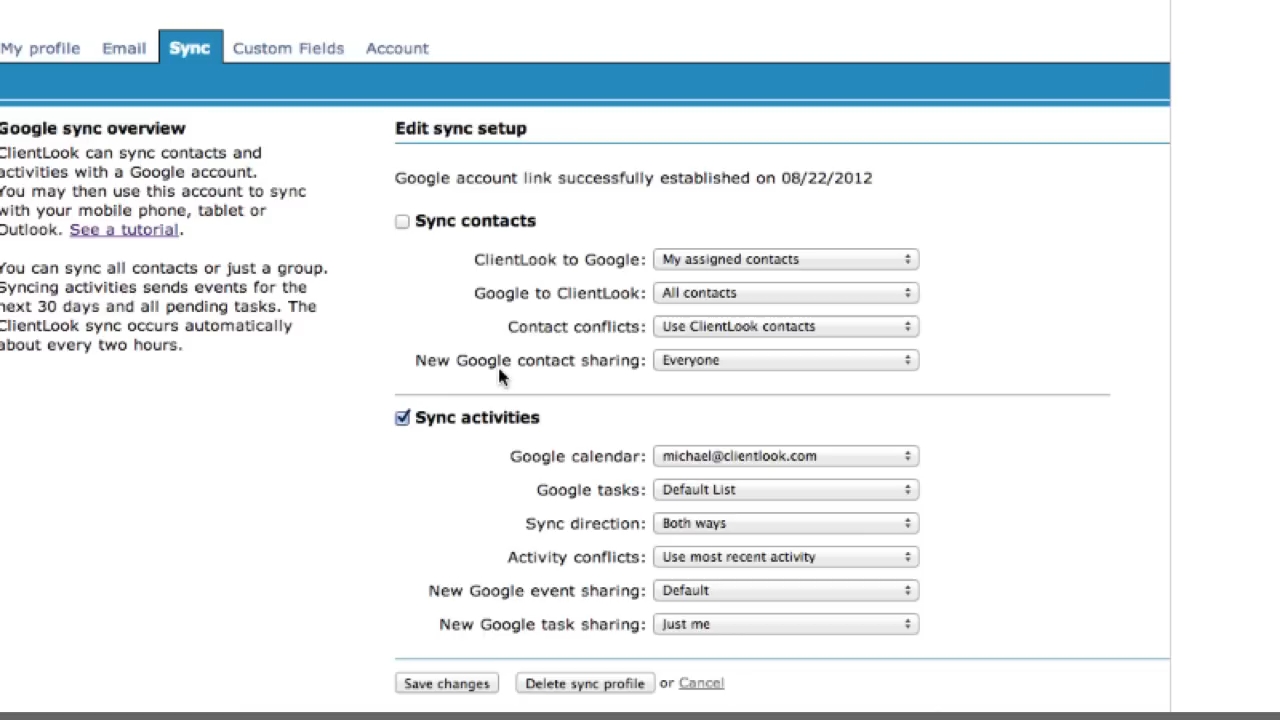 My profile Email Sync Custom Fields Account
Google sync overview
ClientLook can sync contacts and
activities with a Google account.
You may then use this account to sync
with your mobile phone, tablet or
Outlook. See a tutorial.
You can sync all contacts or just a group.
Syncing activities sends events for the
next 30 days and all pending tasks. The
ClientLook sync occurs automatically
about every two hours.
Edit sync setup
Google account link successfully established on 08/22/2012
Sync contacts
ClientLook to Google: My assigned contacts
Google to ClientLook: All contacts
Contact conflicts: Use ClientLook contacts
New Google contact sharing: Everyone
Sync activities
Google calendar: michael@clientlook.com
Google tasks: Default List
Sync direction: Both ways
Activity conflicts: Use most recent activity
New Google event sharing: Default
New Google task sharing: Just me
Save changes Delete sync profile or Cancel